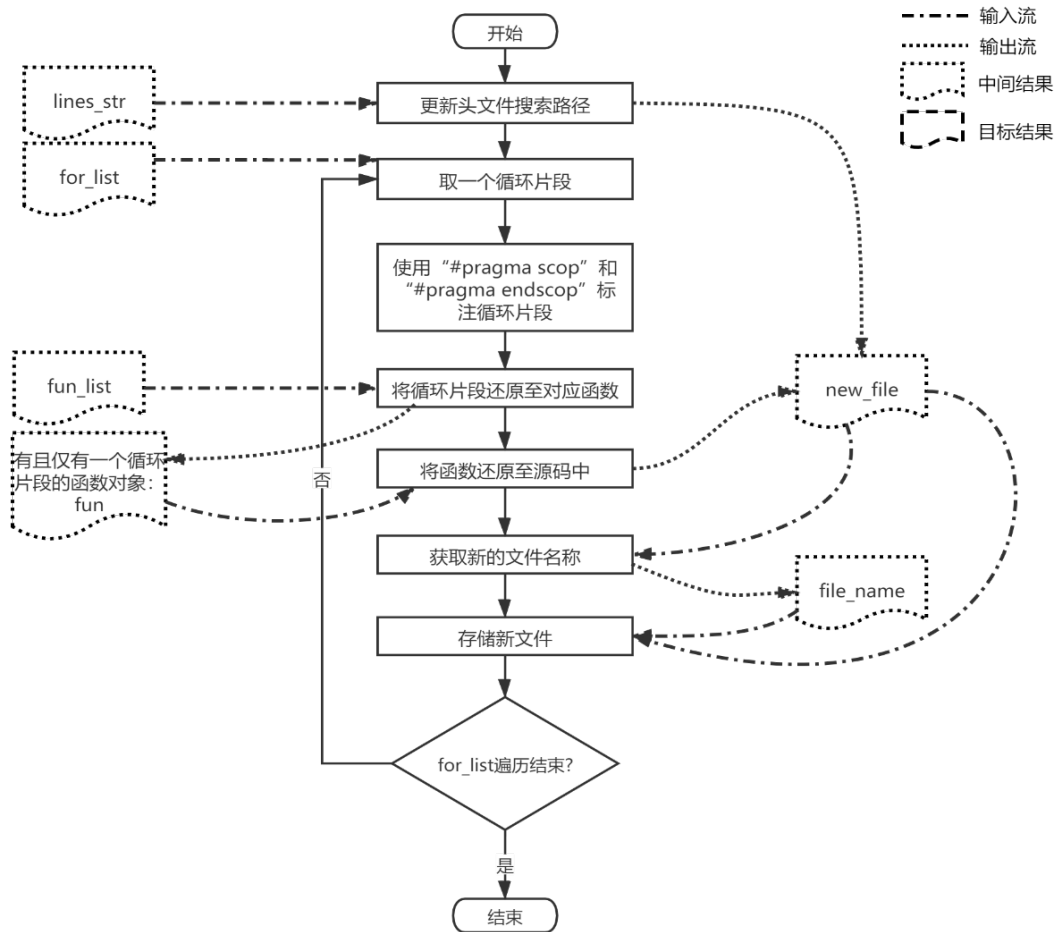 开始
输入流
输出流
中间结果
目标结果
lines_str
更新头文件搜索路径
for_list
取一个循环片段
使用“#pragma scop”和
“#pragma endscop”标
注循环片段
fun_list
将循环片段还原至对应函数
new_file
有且仅有一个循环
片段的函数对象：
fun
否
将函数还原至源码中
获取新的文件名称
file_name
存储新文件
for_list遍历结束?
是
结束